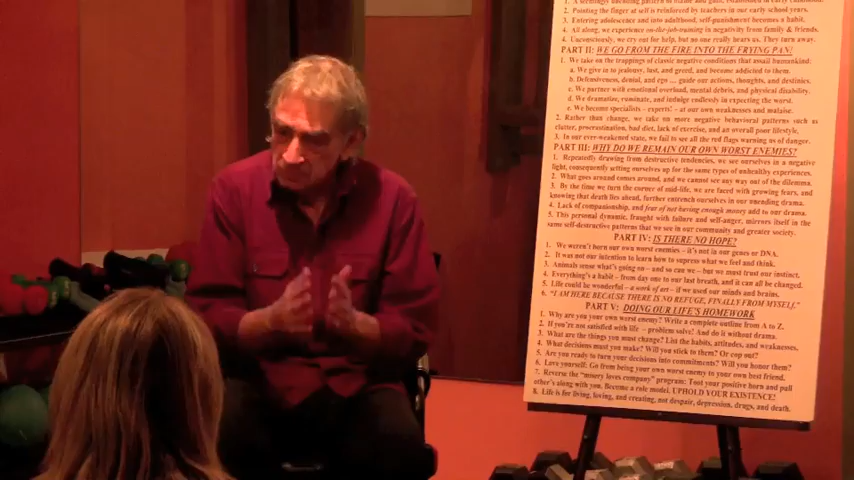 1. A seemingly unending pattern of blame and guilt, established in early childhood.
2. Pointing the finger at self is reinforced by teachers in our early school years.
3. Entering adolescence and into adulthood, self-punishment becomes a habit.
4. All along, we experience on-the-job-training in negativity from family & friends.
4. Unconsciously, we cry out for help, but no one really hears us. They turn away.
PART II: WE GO FROM THE FIRE INTO THE FRYING PAN!
1. We take on the trappings of classic negative conditions that assail humankind.
a. We give in to jealousy, lust, and greed, and become addicted to them.
b. Defensiveness, denial, and ego … guide our actions, thoughts, and destinies.
c. We partner with emotional overload, mental debris, and physical disability.
d. We dramatize, ruminate, and indulge endlessly in expecting the worst.
e. We become specialists - experts! - at our own weaknesses and malaise.
2. Rather than change, we take on more negative behavioral patterns such as
clutter, procrastination, bad diet, lack of exercise, and an overall poor lifestyle.
3. In our ever-weakened state, we fail to see all the red flags warning us of danger.
PART III: WHY DO WE REMAIN OUR OWN WORST ENEMIES?
1. Repeatedly drawing from destructive tendencies, we see ourselves in a negative
light, consequently setting ourselves up for the same types of unhealthy experiences.
2. What goes around comes around, and we cannot see any way out of the dilemma.
3. By the time we turn the corner of mid-life, we are faced with growing fears, and
knowing that death lies ahead, further entrench ourselves in our unending drama.
4. Lack of companionship, and fear of not having enough money add to our drama.
5. This personal dynamic, fraught with failure and self-anger, mirrors itself in the
same self-destructive patterns that we see in our community and greater society.
PART IV: IS THERE NO HOPE?
1. We weren't born our own worst enemies - it's not in our genes or DNA.
2. It was not our intention to learn how to supress what we feel and think.
3. Animals sense what's going on - and so can we - but we must trust our instinct.
4. Everything's a habit - from day one to our last breath, and it can all be changed.
5. Life could be wonderful - a work of art - if we used our minds and brains.
6. "I AM HERE BECAUSE THERE IS NO REFUGE, FINALLY FROM MYSELF."
PART V: DOING OUR LIFE'S HOMEWORK
1. Why are you your own worst enemy? Write a complete outline from A to Z.
2. If you're not satisfied with life - problem solve! And do it without drama.
3. What are the things you must change? List the habits, attitudes, and weaknesses.
4. What decisions must you make? Will you stick to them? Or cop out?
5. Are you ready to turn your decisions into commitments? Will you honor them?
6. Love yourself: Go from being your own worst enemy to your own best friend.
7. Reverse the "misery loves company" program: Toot your positive horn and pull
other's along with you. Become a role model. UPHOLD YOUR EXISTENCE!
8. Life is for living, loving, and creating, not despair, depression, drugs, and death.